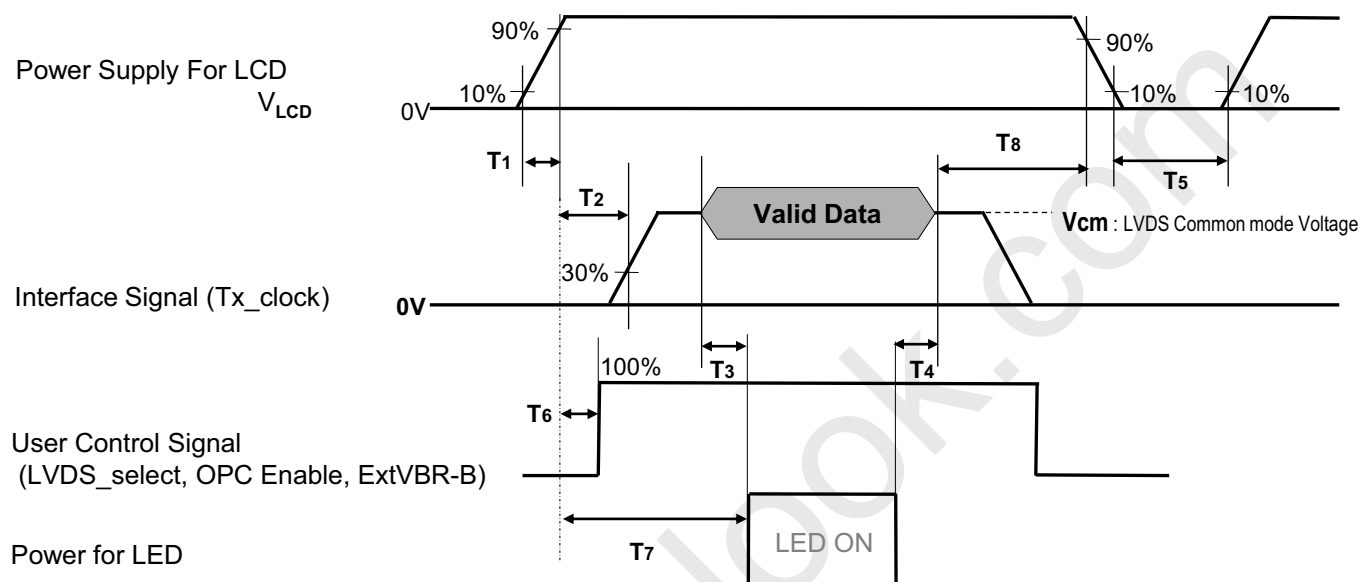 90%
90%
Power Supply For LCD
VLCD
10%
10%
10%
0V
T1
T8
T2
T5
Valid Data
Vcm : LVDS Common mode Voltage
30%
Interface Signal (Tx_clock)
0V
100%
T3
T4
T6
User Control Signal
(LVDS_select, OPC Enable, ExtVBR-B)
T7
LED ON
Power for LED
look.com